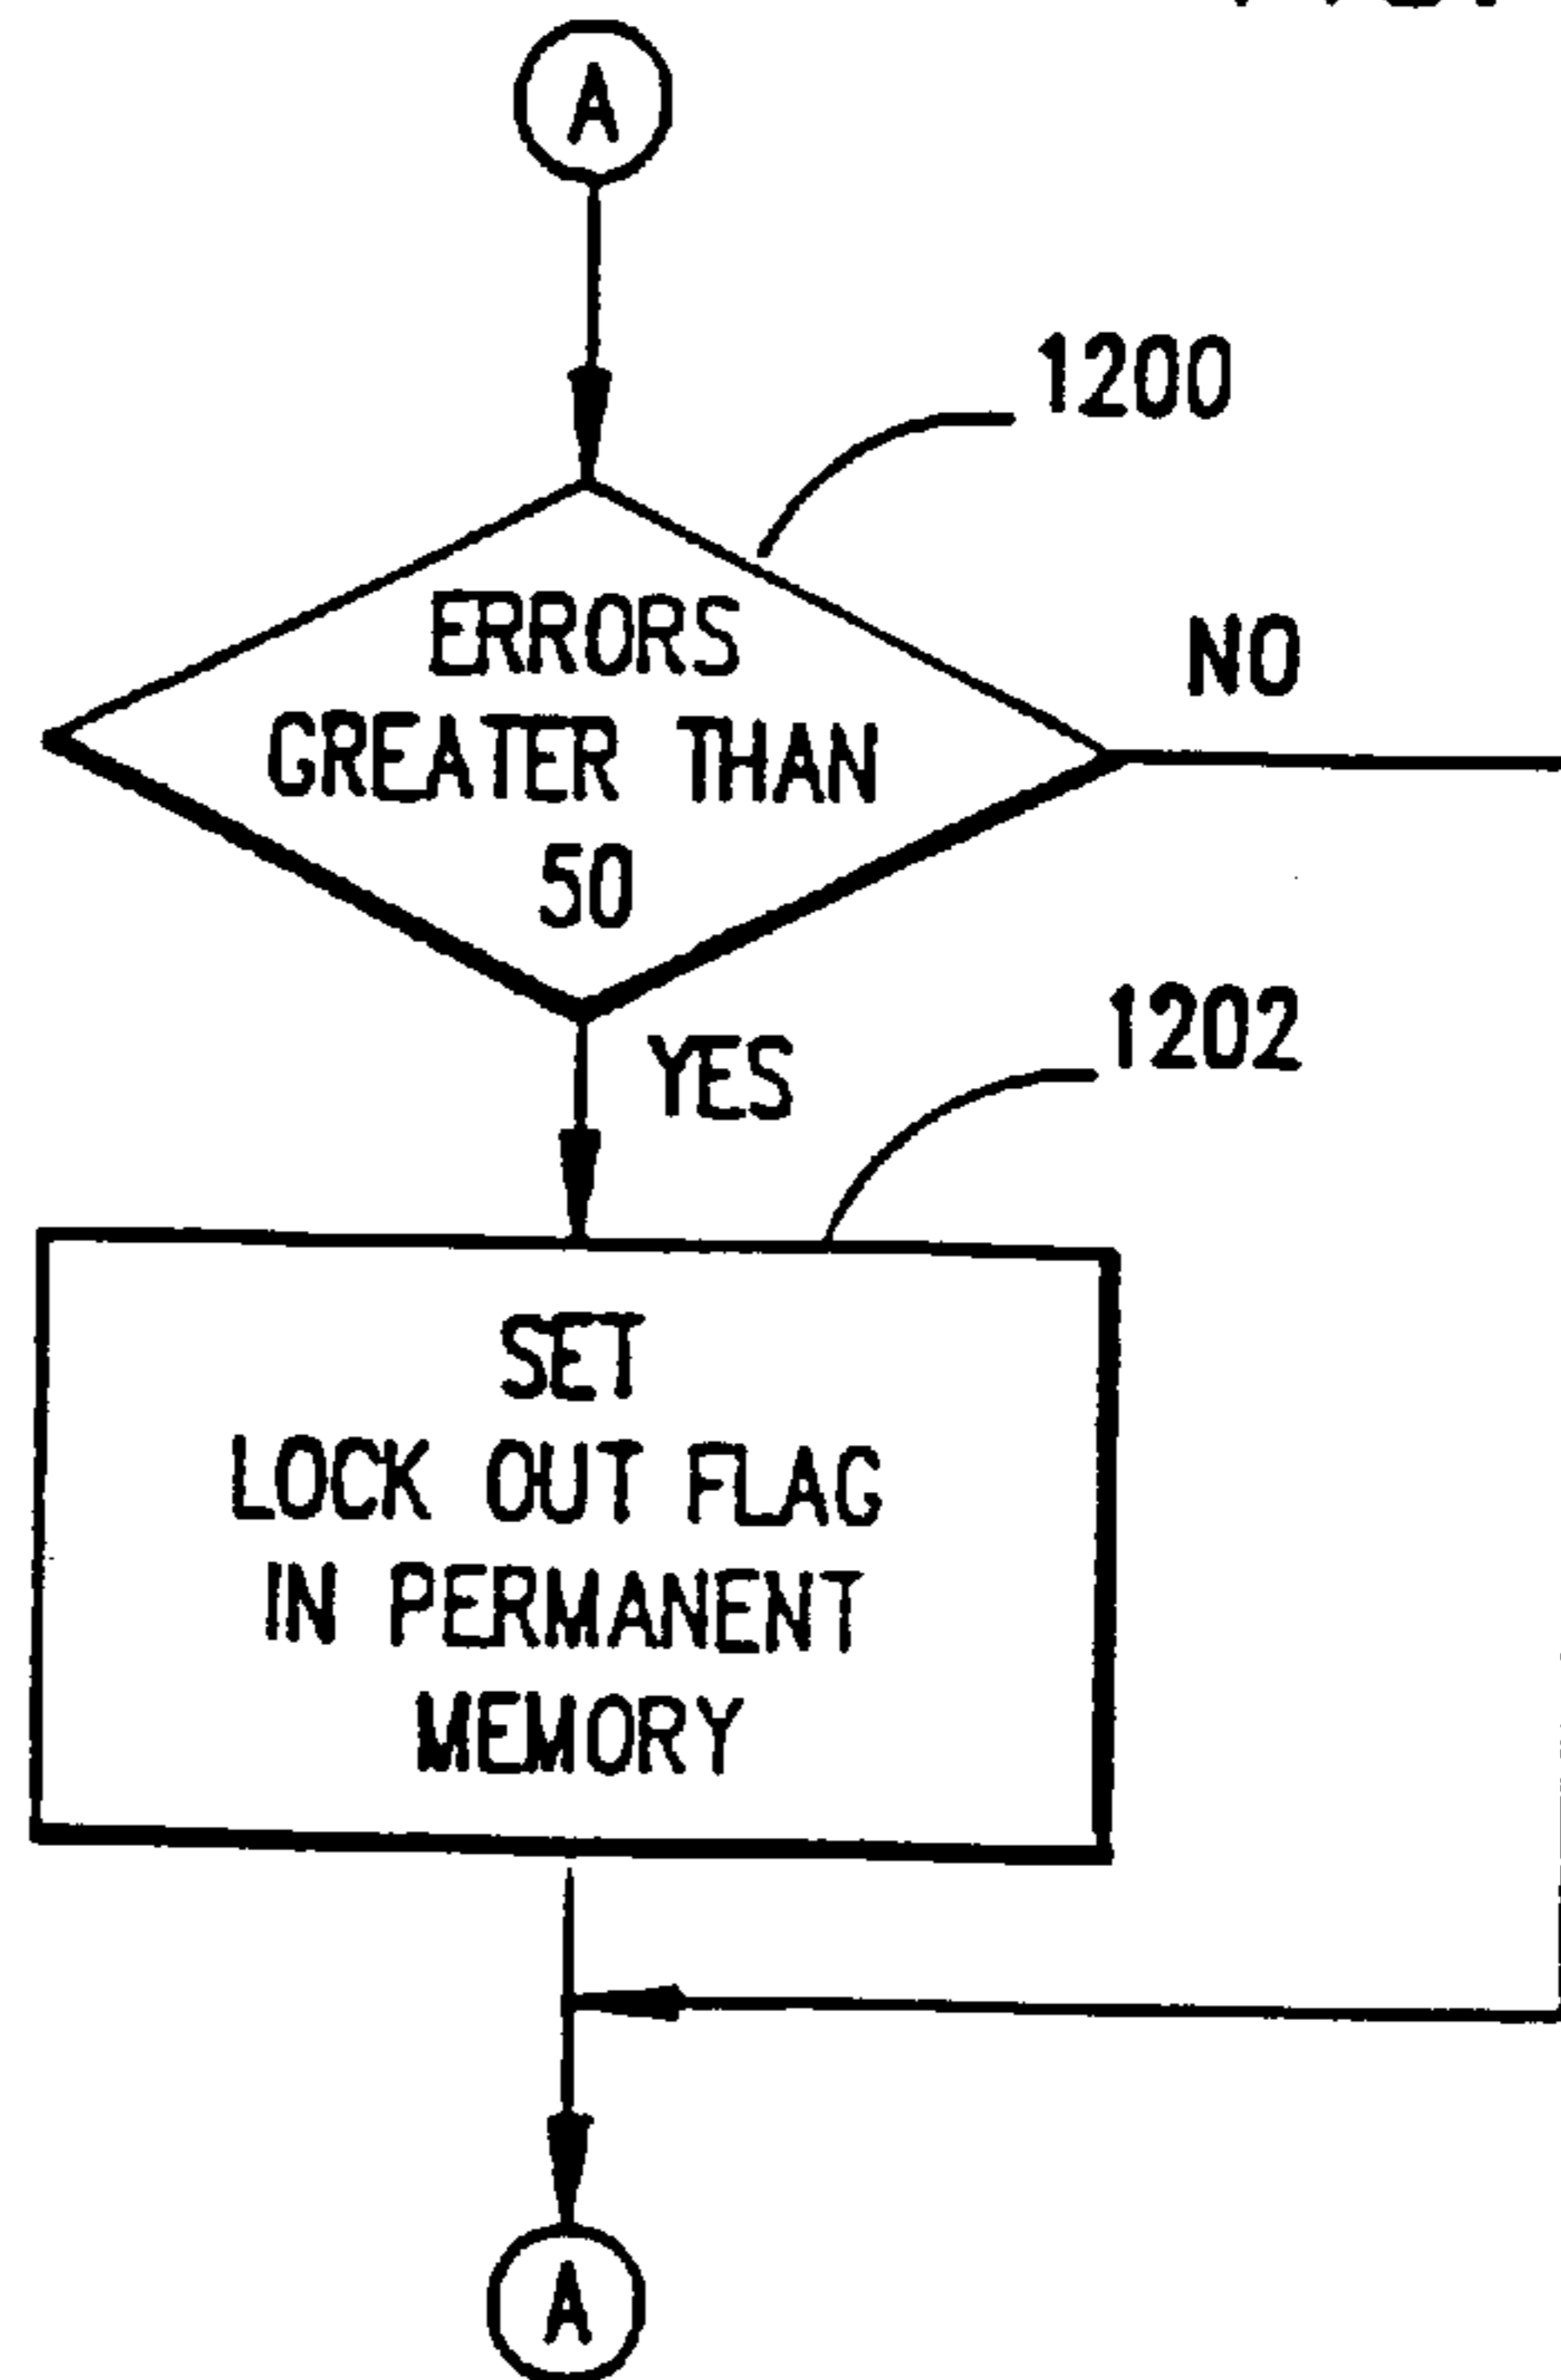 A
1200
ERRORS
GREATER THAN
50
NO
YES
1202
SET
LOCK OUT FLAG
IN PERMANENT
MEMORY
A